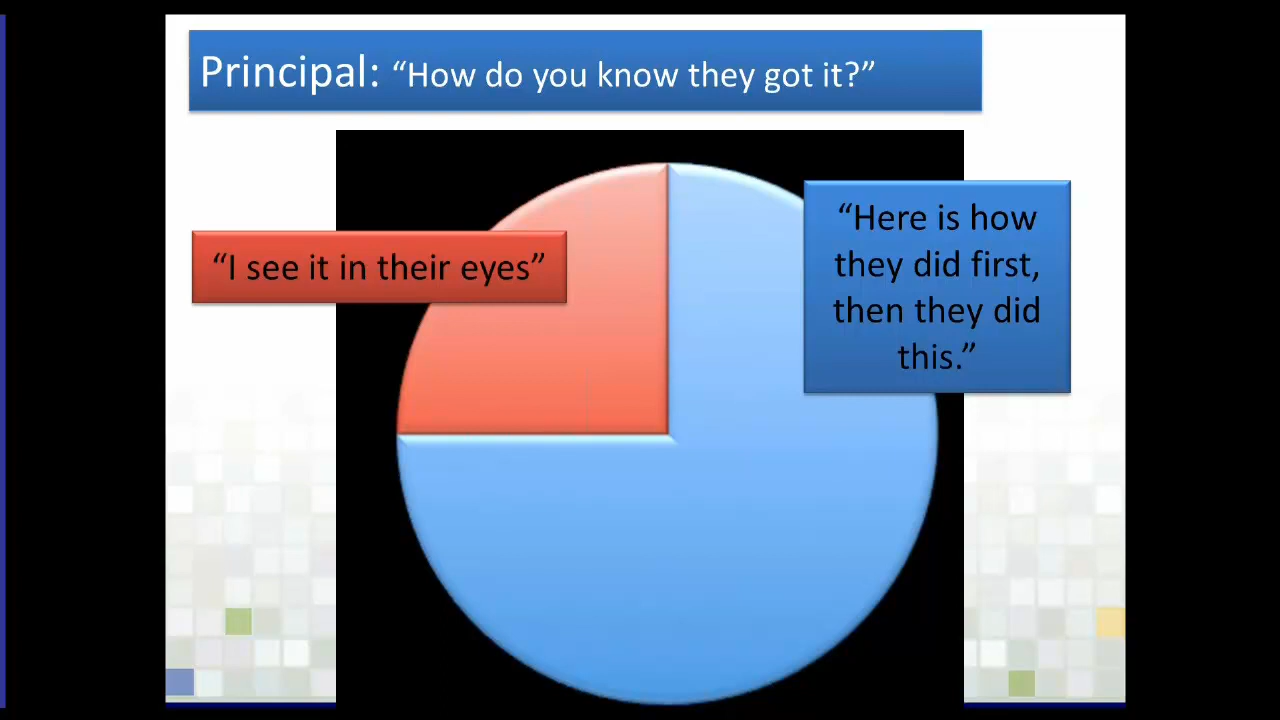 Principal: “How do you know they got it?”
“I see it in their eyes”
“Here is how
they did first,
then they did
this.”